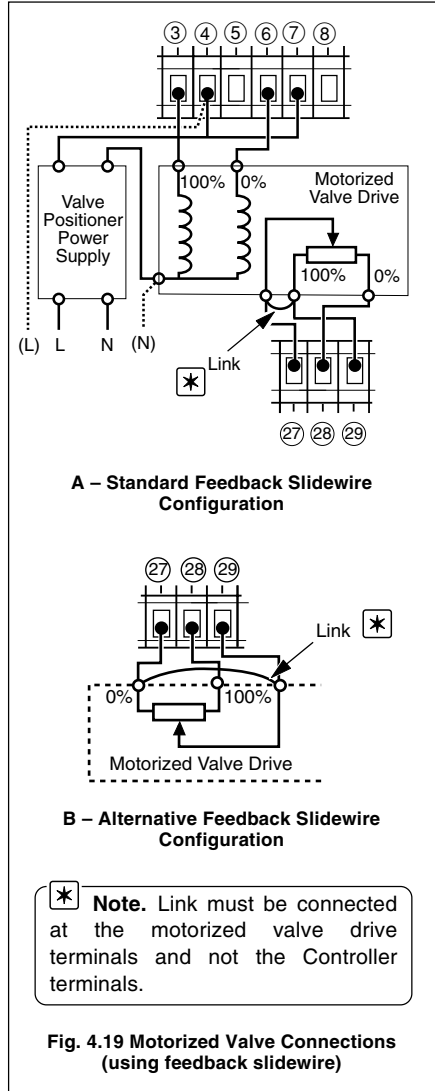 ③ ④ ⑤ ⑥ ⑦ ⑧
100% 0%
Motorized
Valve Drive
Valve
Positioner
Power
Supply
100% 0%
(L) L N (N)
Link
27 28 29
A – Standard Feedback Slidewire
Configuration
27 28 29
Link
0% 100%
Motorized Valve Drive
B – Alternative Feedback Slidewire
Configuration
Note. Link must be connected
at the motorized valve drive
terminals and not the Controller
terminals.
Fig. 4.19 Motorized Valve Connections
(using feedback slidewire)